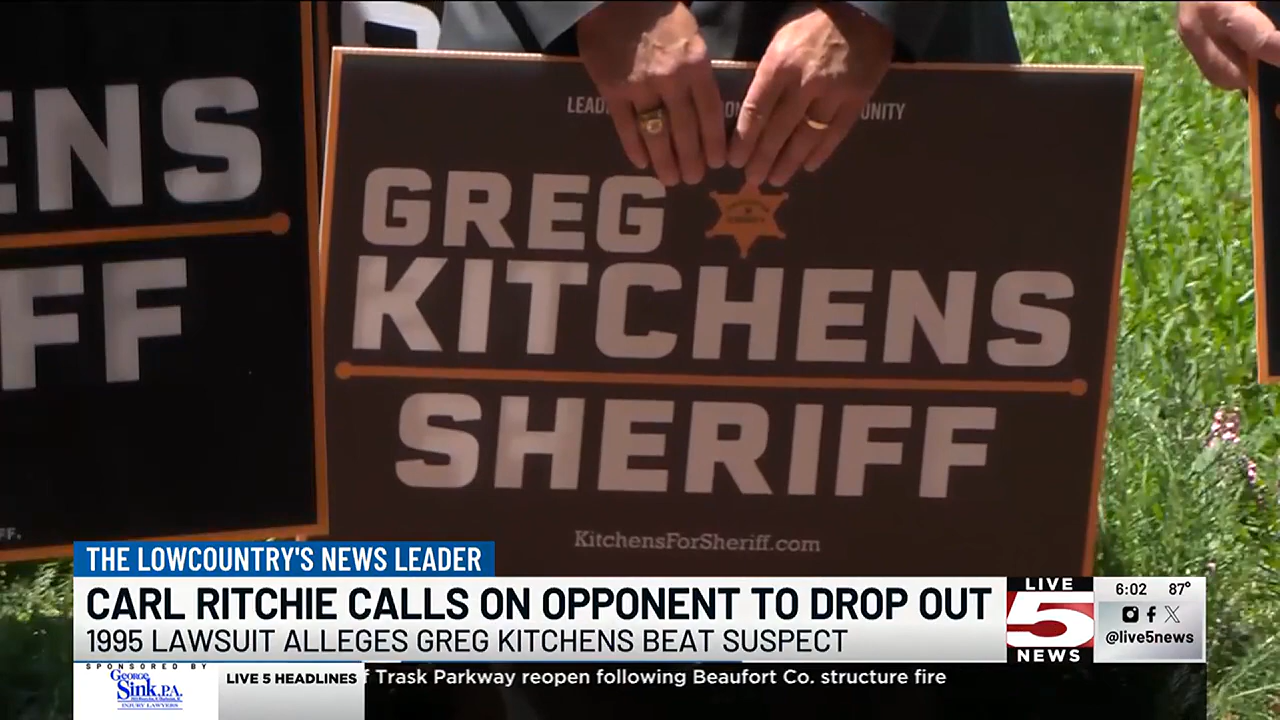 ENS
FF
FF.
GREG
KITCHENS
SHERIFF
KitchensForSheriff.com
THE LOWCOUNTRY'S NEWS LEADER
CARL RITCHIE CALLS ON OPPONENT TO DROP OUT
1995 LAWSUIT ALLEGES GREG KITCHENS BEAT SUSPECT
LIVE
5
NEWS
6:02 87°
@live5news
SPONSORED BY
George
Sink, P.A.
INJURY LAWYERS
LIVE 5 HEADLINES
f Trask Parkway reopen following Beaufort Co. structure fire